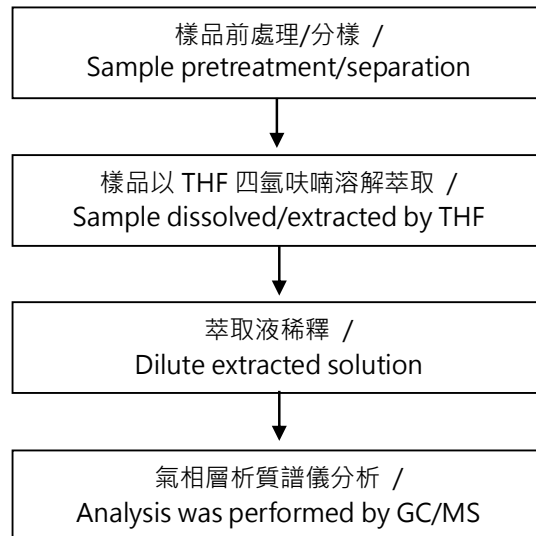 樣品前處理/分樣 /
Sample pretreatment/separation
樣品以 THF 四氫呋喃溶解萃取 /
Sample dissolved/extracted by THF
萃取液稀釋 /
Dilute extracted solution
氣相層析質譜儀分析 /
Analysis was performed by GC/MS